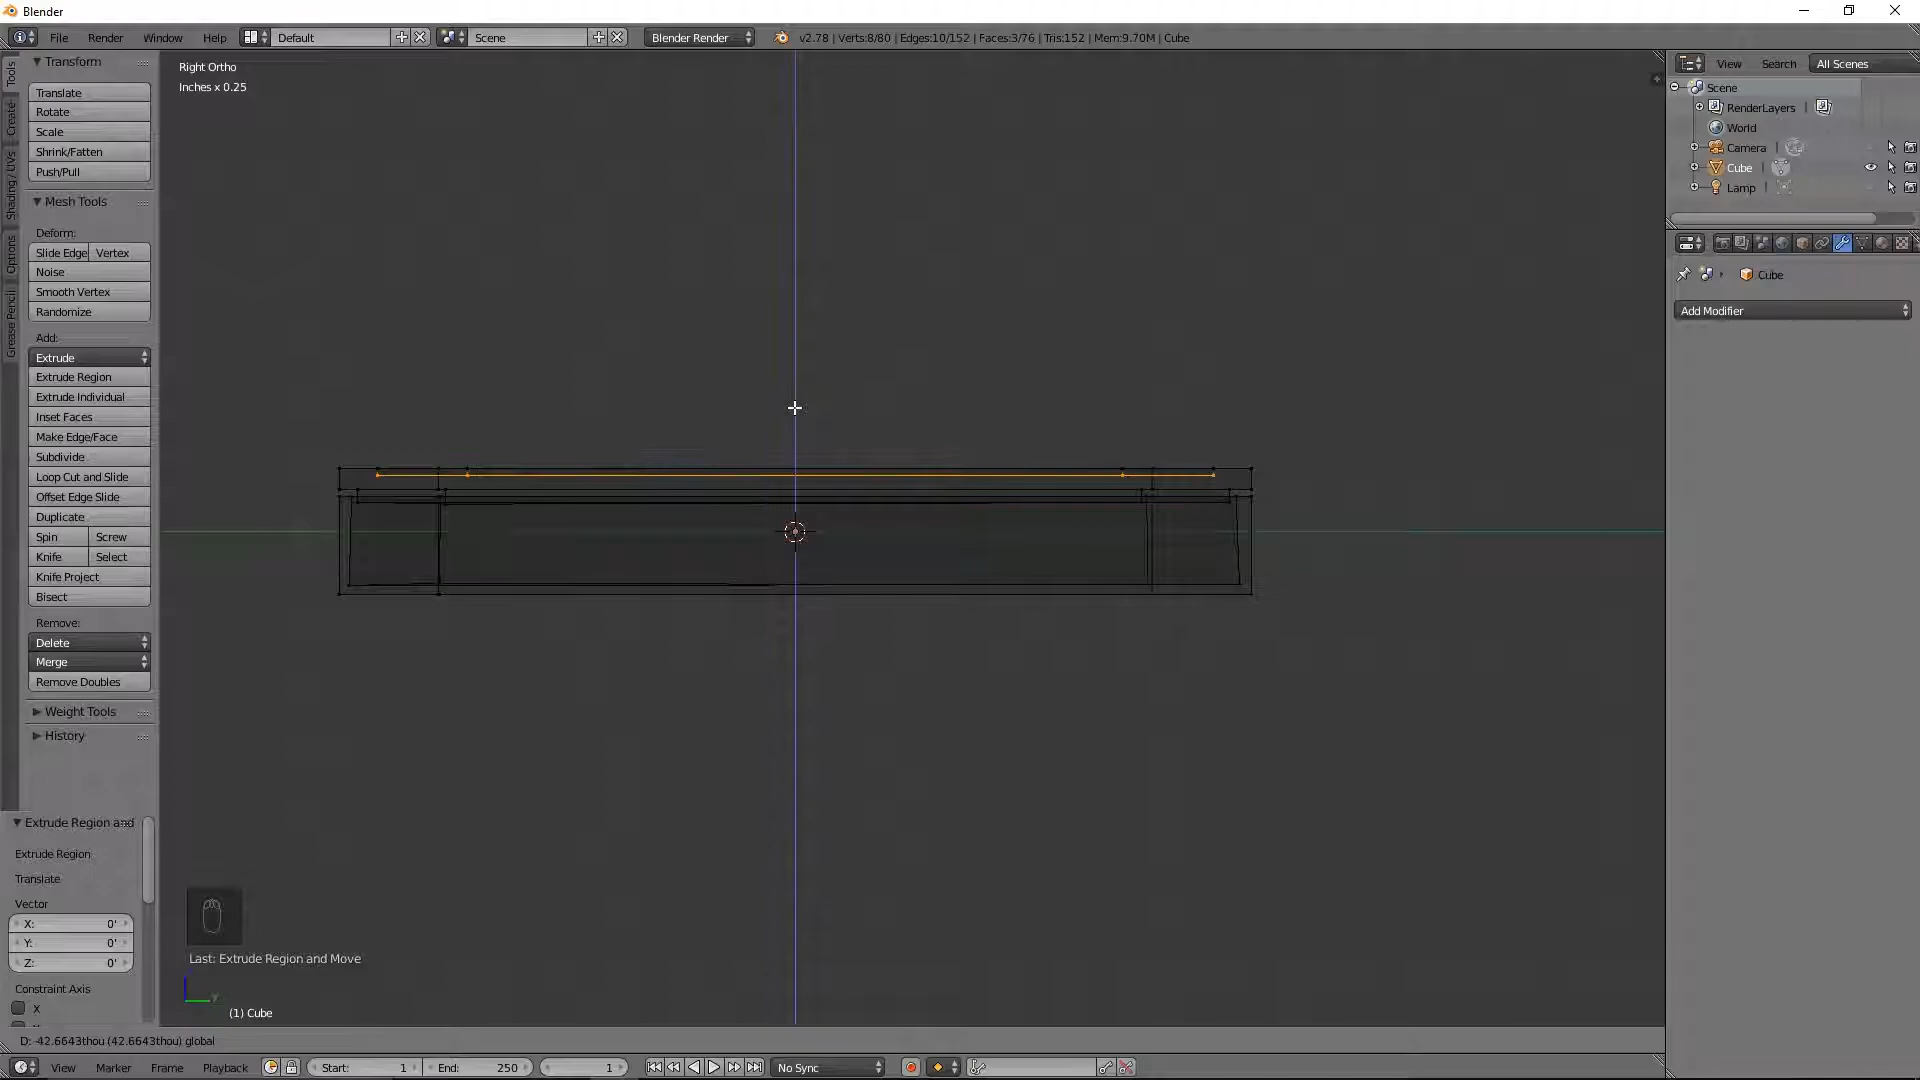 Blender
File Render Window Help Default Scene Blender Render v2.78 | Verts:8/80 | Edges:10/152 | Faces:3/76 | Tris:152 | Mem:9.70M | Cube
Tools
Create
Shading / UVs
Options
Grease Pencil
Transform
Translate
Rotate
Scale
Shrink/Fatten
Push/Pull
Mesh Tools
Deform:
Slide Edge Vertex
Noise
Smooth Vertex
Randomize
Add:
Extrude
Extrude Region
Extrude Individual
Inset Faces
Make Edge/Face
Subdivide
Loop Cut and Slide
Offset Edge Slide
Duplicate
Spin Screw
Knife Select
Knife Project
Bisect
Remove:
Delete
Merge
Remove Doubles
Weight Tools
History
Extrude Region and
Extrude Region
Translate
Vector
X: 0'
Y: 0'
Z: 0'
Constraint Axis
X
Right Ortho
Inches x 0.25
Last: Extrude Region and Move
(1) Cube
D: -42.6643thou (42.6643thou) global
View Search All Scenes
Scene
RenderLayers |
World
Camera |
Cube |
Lamp |
Cube
Add Modifier
View Marker Frame Playback Start: 1 End: 250 1 No Sync